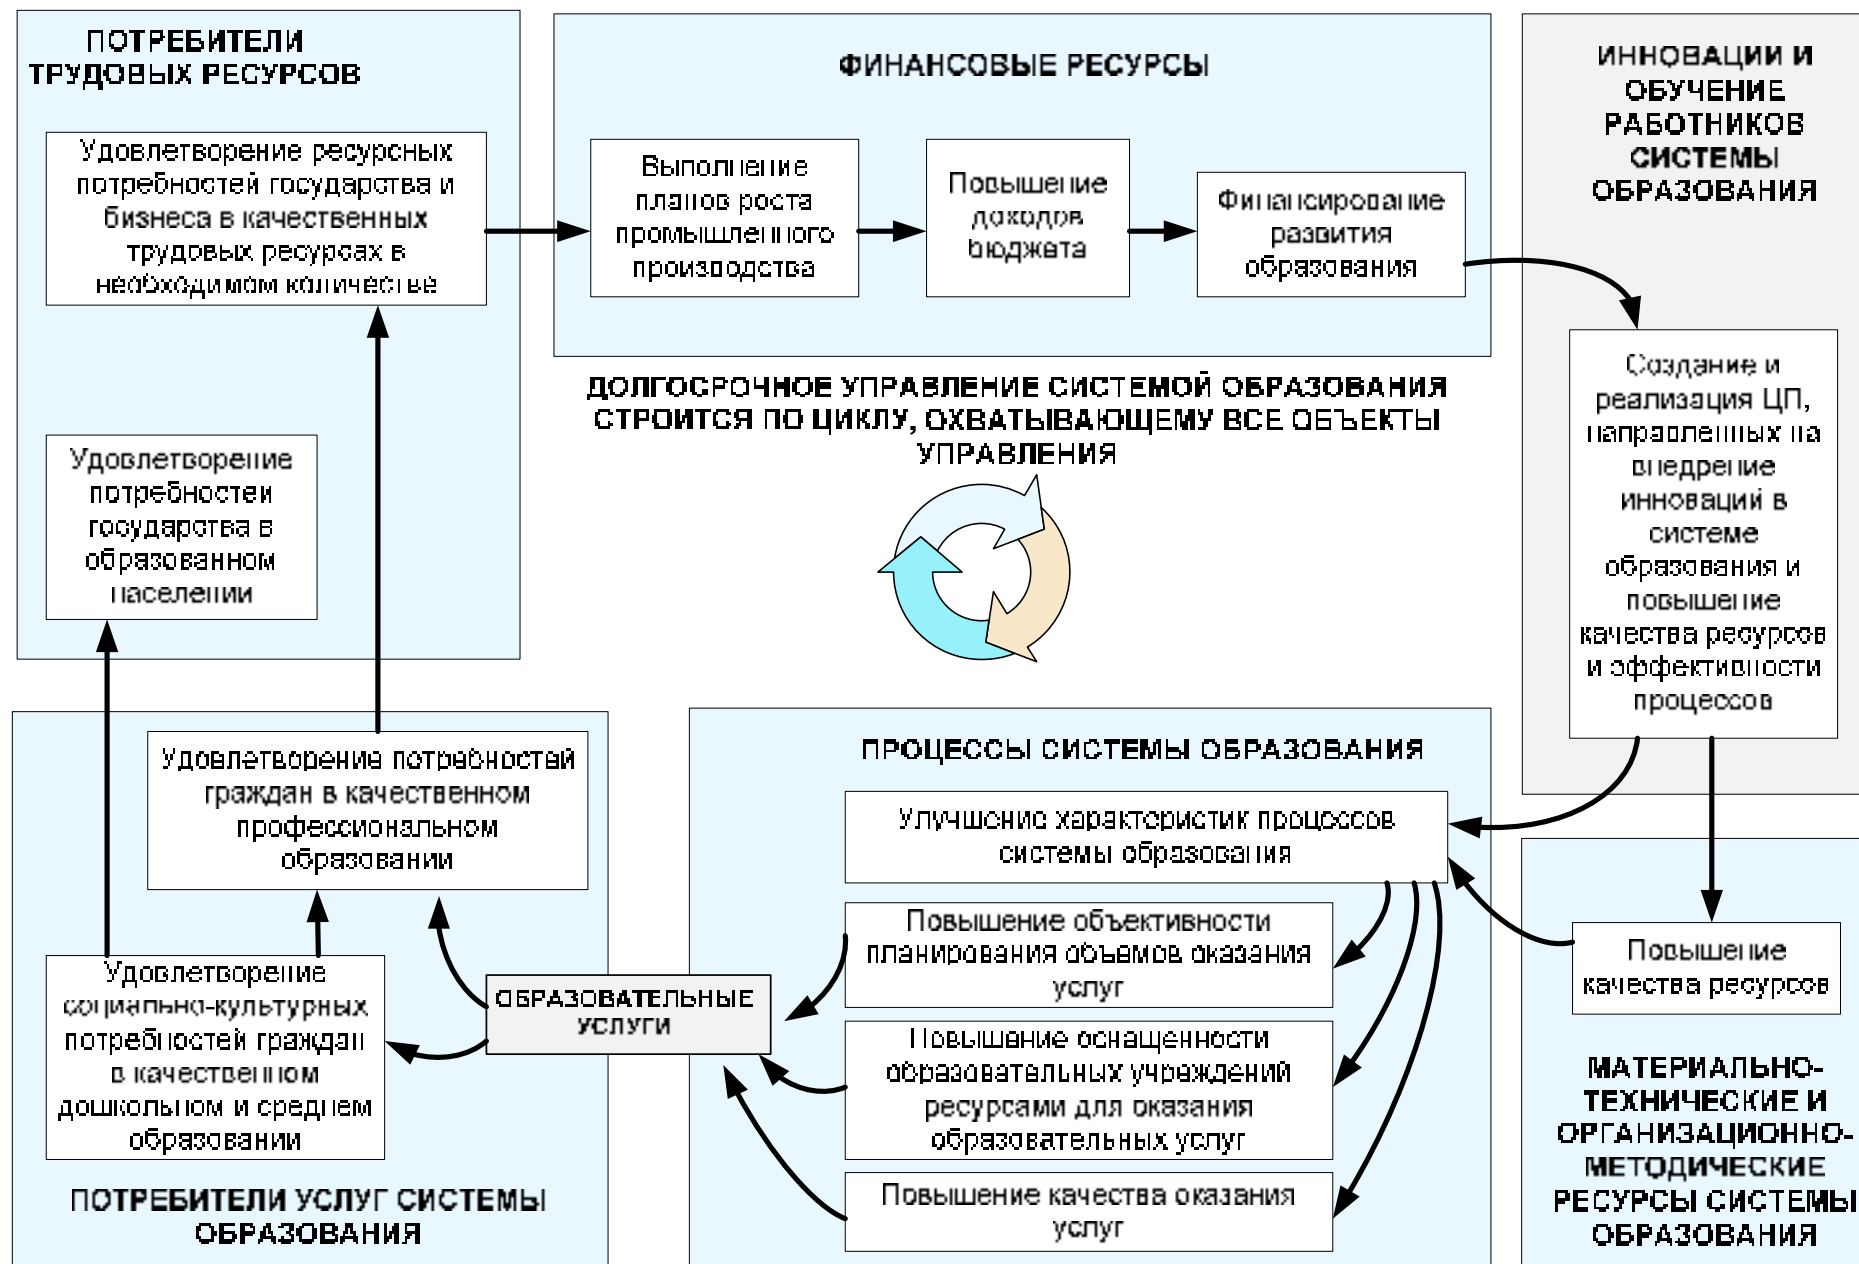 ПОТРЕБИТЕЛИ
ТРУДОВЫХ РЕСУРСОВ
Удовлетворение ресурсных
потребностей государства и
бизнеса в качественных
трудовых ресурсах в
необходимом количестве
Удовлетворение
потребностей
государства в
образованном
населении
ФИНАНСОВЫЕ РЕСУРСЫ
Выполнение
планов роста
промышленного
производства
Повышение
доходов
бюджета
Финансирование
развития
образования
ИННОВАЦИИ И
ОБУЧЕНИЕ
РАБОТНИКОВ
СИСТЕМЫ
ОБРАЗОВАНИЯ
Создание и
реализация ЦП,
направленных на
внедрение
инноваций в
системе
образования и
повышение
качества ресурсов
и эффективности
процессов
ДОЛГОСРОЧНОЕ УПРАВЛЕНИЕ СИСТЕМОЙ ОБРАЗОВАНИЯ
СТРОИТСЯ ПО ЦИКЛУ, ОХВАТЫВАЮЩЕМУ ВСЕ ОБЪЕКТЫ
УПРАВЛЕНИЯ
Удовлетворение потребностей
граждан в качественном
профессиональном
образовании
Удовлетворение
социально-культурных
потребностей граждан
в качественном
дошкольном и среднем
образовании
ПОТРЕБИТЕЛИ УСЛУГ СИСТЕМЫ
ОБРАЗОВАНИЯ
ОБРАЗОВАТЕЛЬНЫЕ
УСЛУГИ
ПРОЦЕССЫ СИСТЕМЫ ОБРАЗОВАНИЯ
Улучшение характеристик процессов
системы образования
Повышение объективности
планирования объемов оказания
услуг
Повышение оснащенности
образовательных учреждений
ресурсами для оказания
образовательных услуг
Повышение качества оказания
услуг
Повышение
качества ресурсов
МАТЕРИАЛЬНО-
ТЕХНИЧЕСКИЕ И
ОРГАНИЗАЦИОННО-
МЕТОДИЧЕСКИЕ
РЕСУРСЫ СИСТЕМЫ
ОБРАЗОВАНИЯ